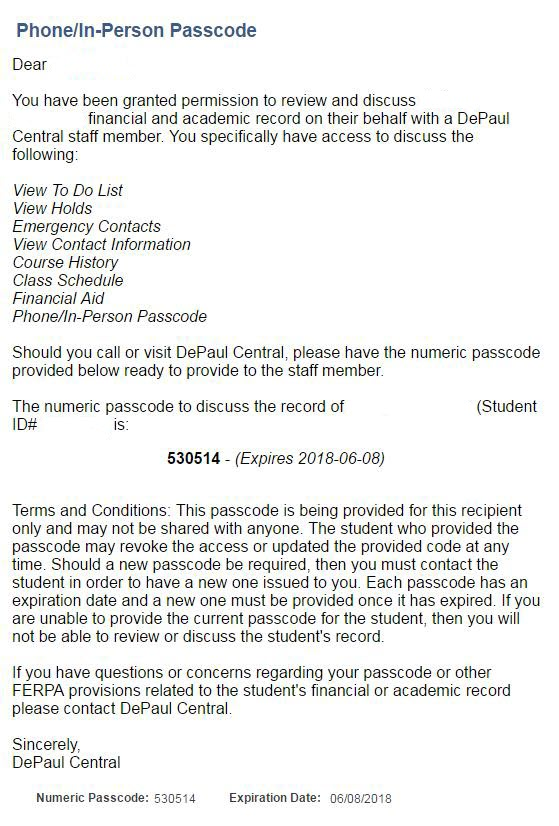 Phone/In-Person Passcode
Dear
You have been granted permission to review and discuss
financial and academic record on their behalf with a DePaul
Central staff member. You specifically have access to discuss the
following:
View To Do List
View Holds
Emergency Contacts
View Contact Information
Course History
Class Schedule
Financial Aid
Phone/In-Person Passcode
Should you call or visit DePaul Central, please have the numeric passcode
provided below ready to provide to the staff member.
The numeric passcode to discuss the record of (Student
ID# is:
530514 - (Expires 2018-06-08)
Terms and Conditions: This passcode is being provided for this recipient
only and may not be shared with anyone. The student who provided the
passcode may revoke the access or updated the provided code at any
time. Should a new passcode be required, then you must contact the
student in order to have a new one issued to you. Each passcode has an
expiration date and a new one must be provided once it has expired. If you
are unable to provide the current passcode for the student, then you will
not be able to review or discuss the student's record.
If you have questions or concerns regarding your passcode or other
FERPA provisions related to the student's financial or academic record
please contact DePaul Central.
Sincerely,
DePaul Central
Numeric Passcode: 530514 Expiration Date: 06/08/2018